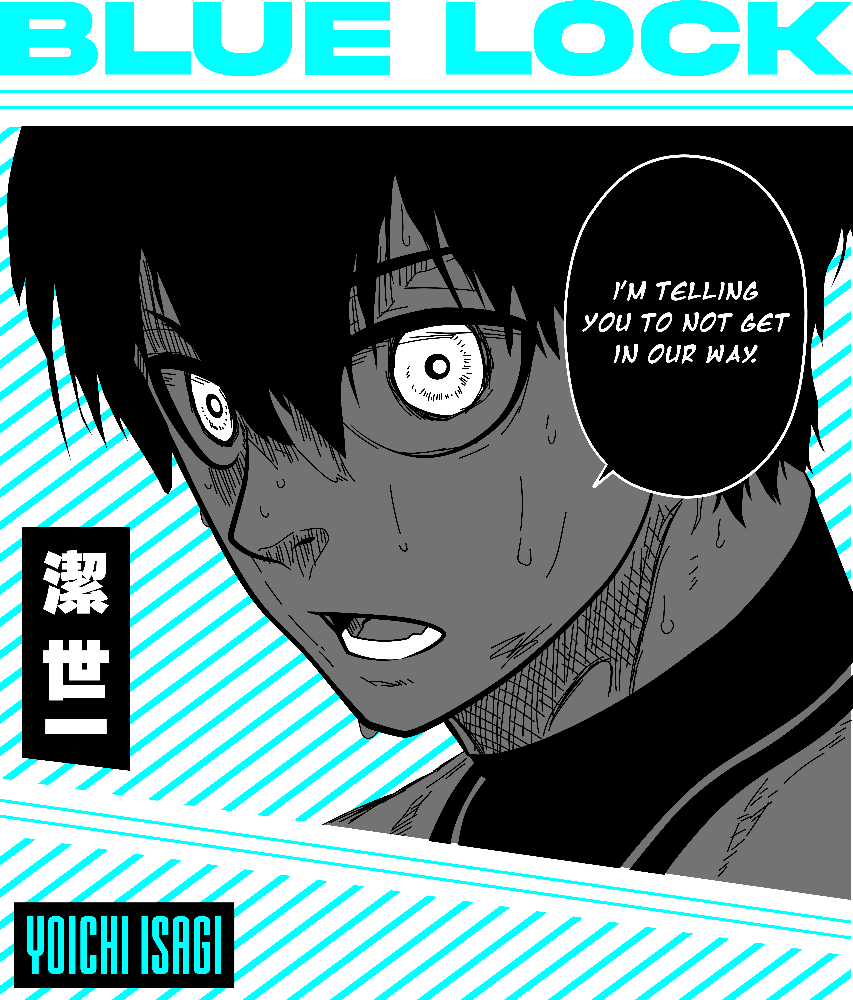 BLUE LOCK
I'M TELLING
YOU TO NOT GET
IN OUR WAY.
潔
世
一
YOICHI ISAGI